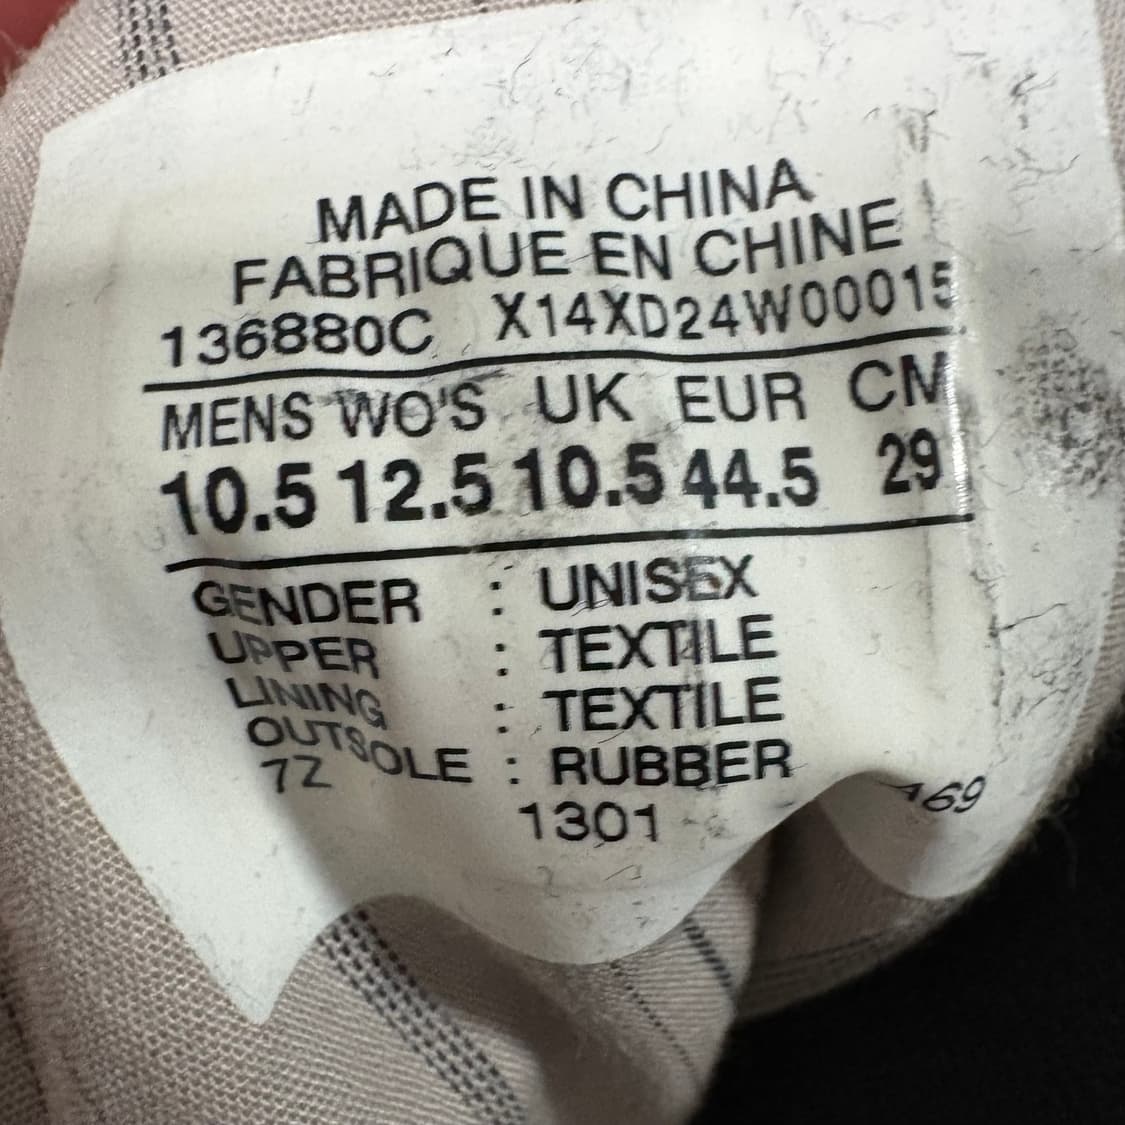 MADE IN CHINA
FABRIQUE EN CHINE
136880C X14XD24W00015
MENS WO'S UK EUR CM
10.5 12.5 10.5 44.5 29
GENDER : UNISEX
UPPER : TEXTILE
LINING : TEXTILE
OUTSOLE : RUBBER
7Z 1301